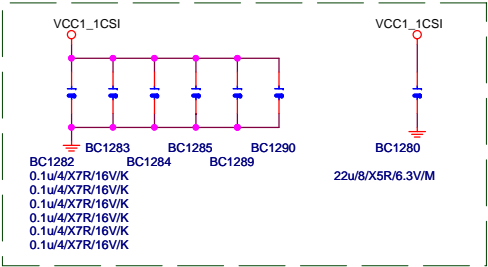 VCC1_1CSI
VCC1_1CSI
BC1283
BC1285
BC1290
BC1280
BC1282
BC1284
BC1289
0.1u/4/X7R/16V/K
22u/8/X5R/6.3V/M
0.1u/4/X7R/16V/K
0.1u/4/X7R/16V/K
0.1u/4/X7R/16V/K
0.1u/4/X7R/16V/K
0.1u/4/X7R/16V/K